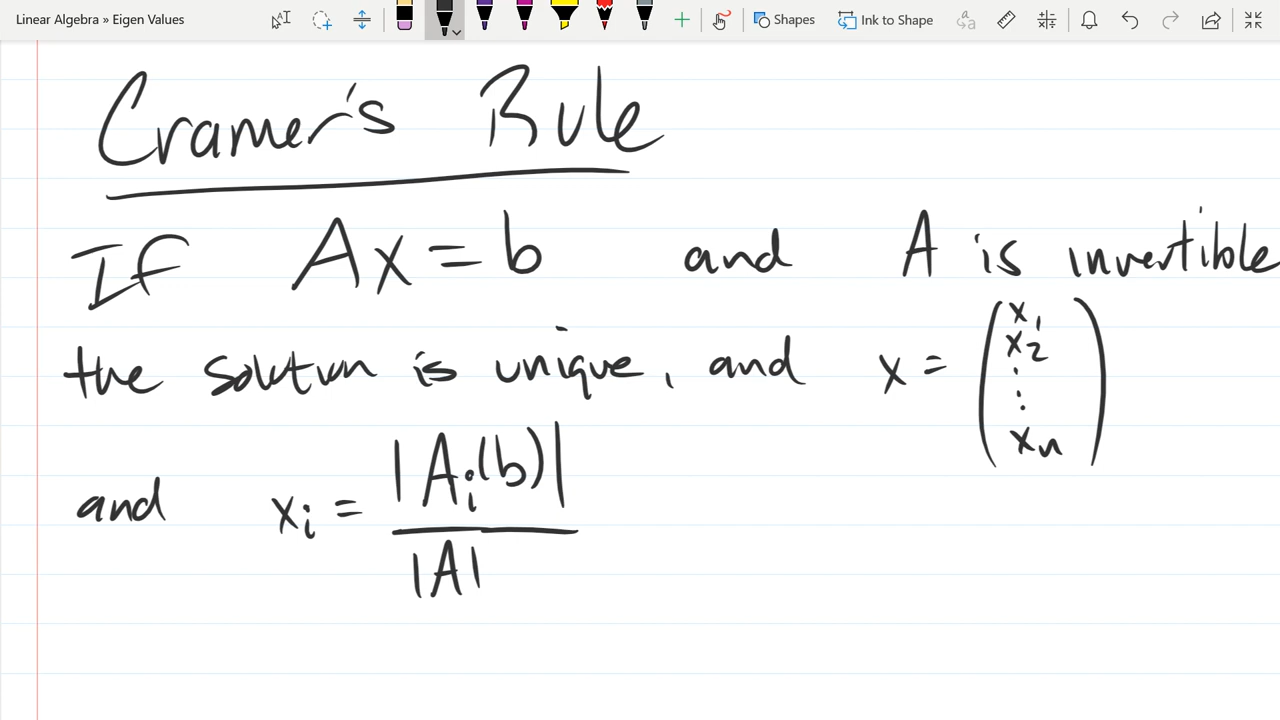 Linear Algebra » Eigen Values
Shapes
Ink to Shape
Cramer's Rule
If Ax = b and A is invertible
the solution is unique, and x = (x₁ x₂ ⋮ xₙ)
and xᵢ = |Aᵢ(b)| / |A|